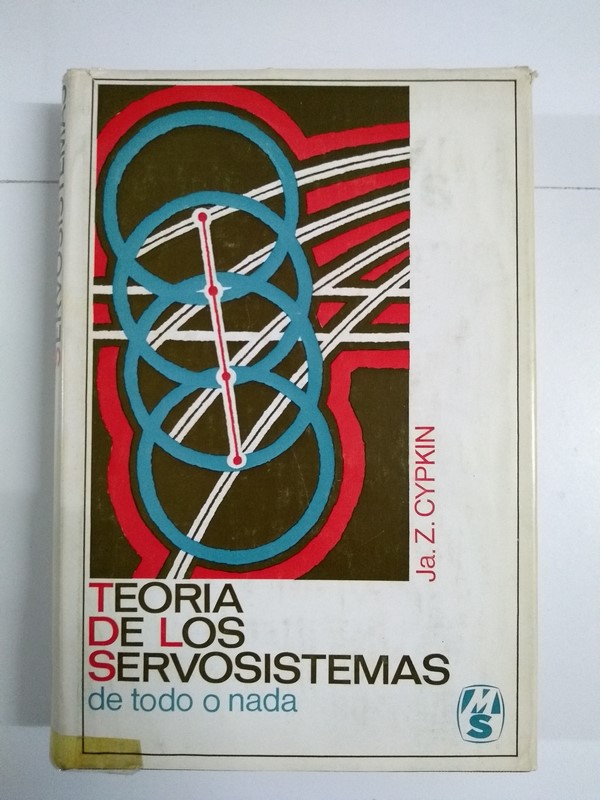 Ja. Z. CYPKIN
TEORIA
DE LOS
SERVOSISTEMAS
de todo o nada
MS